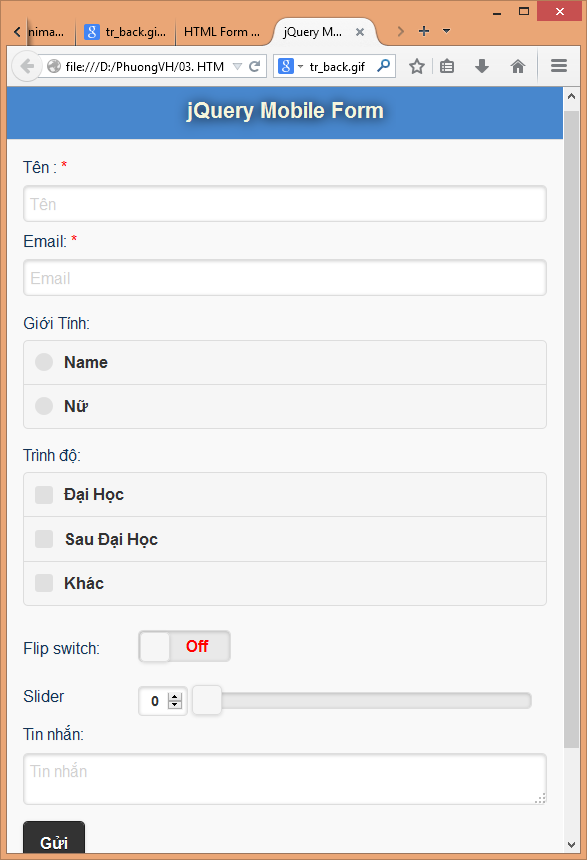 nima...
tr_back.gi...
HTML Form ...
jQuery M...
file:///D:/PhuongVH/03. HTM
tr_back.gif
jQuery Mobile Form
Tên : *
Tên
Email: *
Email
Giới Tính:
Name
Nữ
Trình độ:
Đại Học
Sau Đại Học
Khác
Flip switch:
Off
Slider
0
Tin nhắn:
Tin nhắn
Gửi